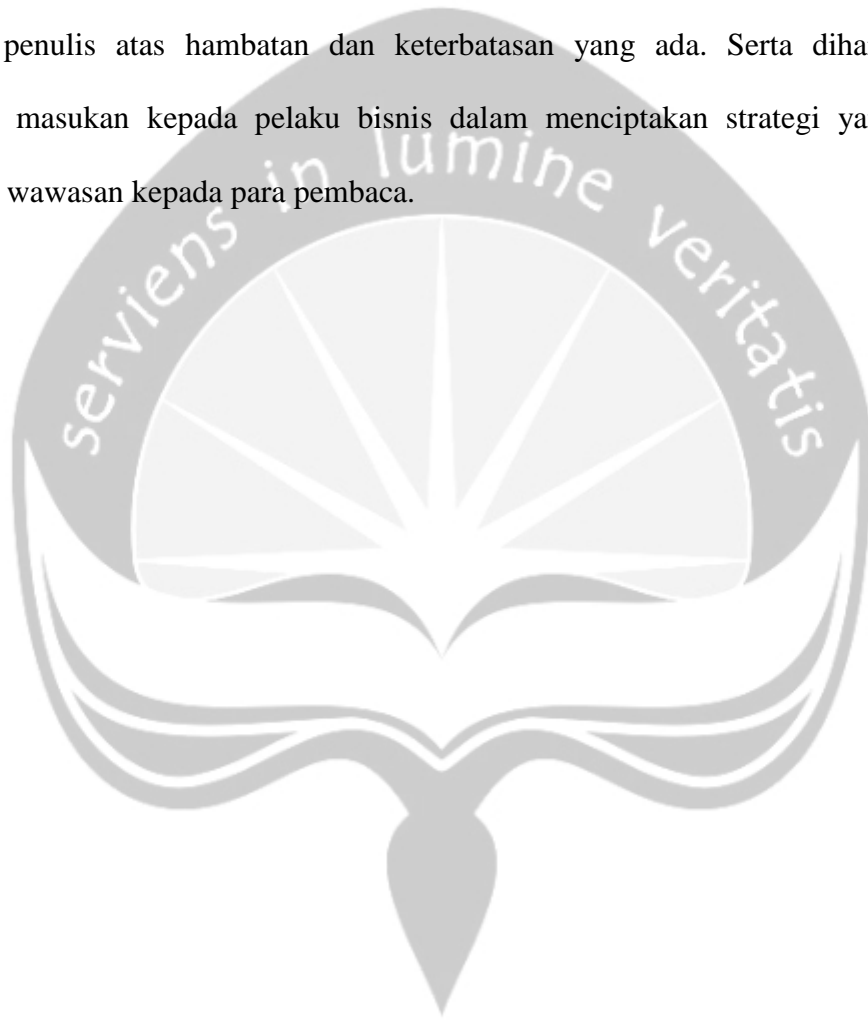 penulis atas hambatan dan keterbatasan yang ada. Serta diha
masukan kepada pelaku bisnis dalam menciptakan strategi ya
wawasan kepada para pembaca.
serviens in lumine veritatis